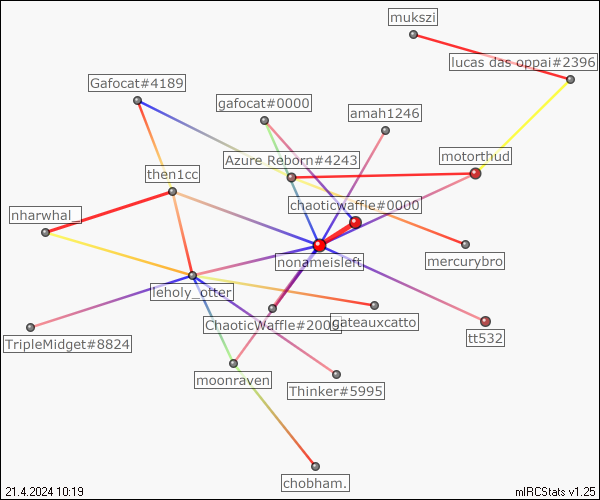 mukszi
lucas das oppai#2396
Gafocat#4189
gafocat#0000
amah1246
motorthud
Azure Reborn#4243
then1cc
chaoticwaffle#0000
nharwhal_
mercurybro
nonameisleft
leholy_otter
ChaoticWaffle#200
gateauxcatto
tt532
TripleMidget#8824
moonraven
Thinker#5995
chobham.
21.4.2024 10:19
mIRCStats v1.25